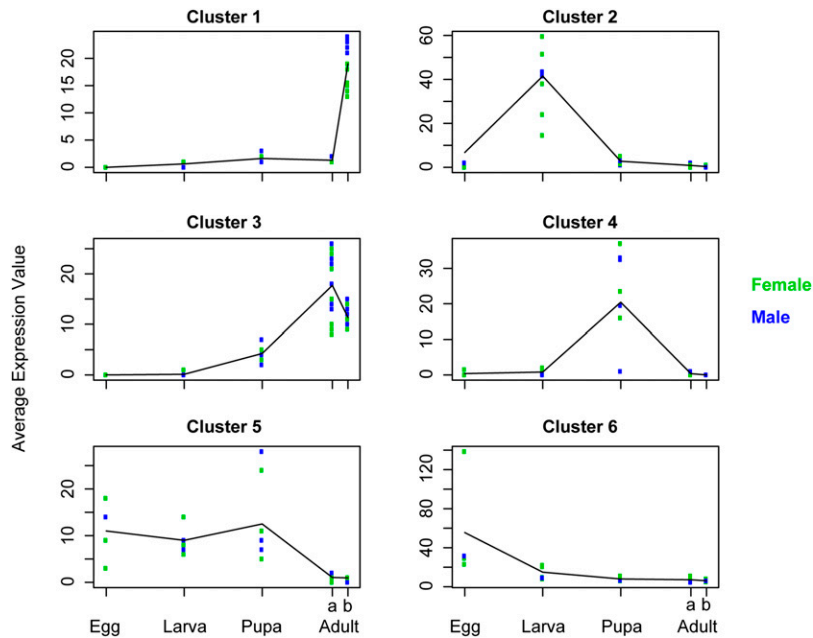 Cluster 1
Cluster 2
20
15
5
0
60
40
20
0
Average Expression Value
Cluster 3
Cluster 4
20
10
0
30
20
10
0
Female
Male
Cluster 5
Cluster 6
20
10
0
120
80
60
40
20
0
a b
a b
Egg Larva Pupa Adult
Egg Larva Pupa Adult